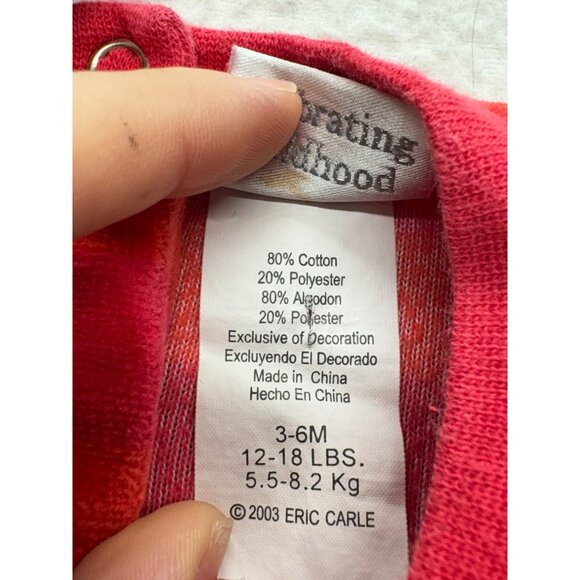 brating
ldhood
80% Cotton
20% Polyester
80% Algodon
20% Poliester
Exclusive of Decoration
Excluyendo El Decorado
Made in China
Hecho En China
3-6M
12-18 LBS.
5.5-8.2 Kg
© 2003 ERIC CARLE